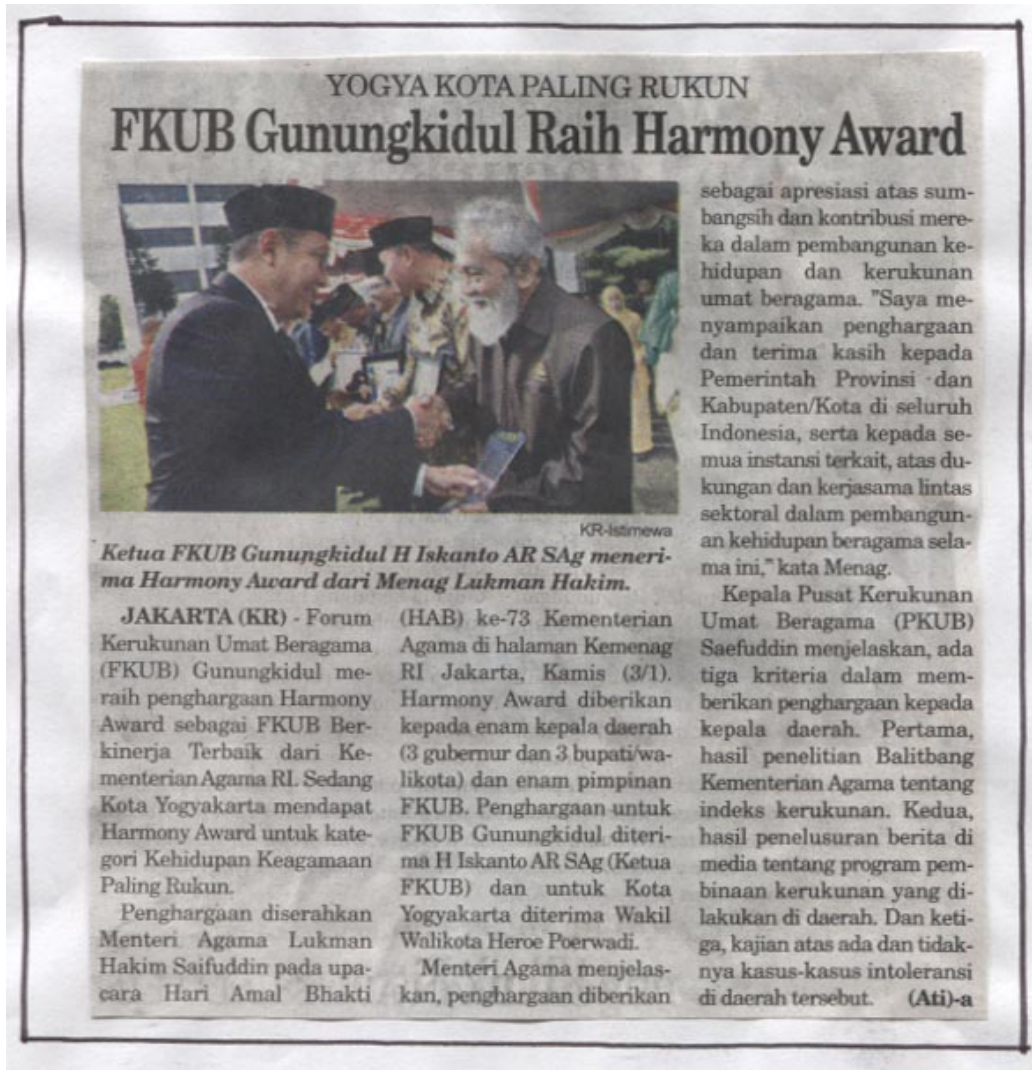 YOGYA KOTA PALING RUKUN
FKUB Gunungkidul Raih Harmony Award
KR-Istimewa
Ketua FKUB Gunungkidul H Iskanto AR SAg meneri-
ma Harmony Award dari Menag Lukman Hakim.
JAKARTA (KR) - Forum
Kerukunan Umat Beragama
(FKUB) Gunungkidul me-
raih penghargaan Harmony
Award sebagai FKUB Ber-
kinerja Terbaik dari Ke-
menterian Agama RI. Sedang
Kota Yogyakarta mendapat
Harmony Award untuk kate-
gori Kehidupan Keagamaan
Paling Rukun.
Penghargaan diserahkan
Menteri Agama Lukman
Hakim Saifuddin pada upa-
cara Hari Amal Bhakti
(HAB) ke-73 Kementerian
Agama di halaman Kemenag
RI Jakarta, Kamis (3/1).
Harmony Award diberikan
kepada enam kepala daerah
(3 gubernur dan 3 bupati/wa-
likota) dan enam pimpinan
FKUB. Penghargaan untuk
FKUB Gunungkidul diteri-
ma H Iskanto AR SAg (Ketua
FKUB) dan untuk Kota
Yogyakarta diterima Wakil
Walikota Heroe Poerwadi.
Menteri Agama menjelas-
kan, penghargaan diberikan
sebagai apresiasi atas sum-
bangsih dan kontribusi mere-
ka dalam pembangunan ke-
hidupan dan kerukunan
umat beragama. "Saya me-
nyampaikan penghargaan
dan terima kasih kepada
Pemerintah Provinsi dan
Kabupaten/Kota di seluruh
Indonesia, serta kepada se-
mua instansi terkait, atas du-
kungan dan kerjasama lintas
sektoral dalam pembangun-
an kehidupan beragama sela-
ma ini," kata Menag.
Kepala Pusat Kerukunan
Umat Beragama (PKUB)
Saefuddin menjelaskan, ada
tiga kriteria dalam mem-
berikan penghargaan kepada
kepala daerah. Pertama,
hasil penelitian Balitbang
Kementerian Agama tentang
indeks kerukunan. Kedua,
hasil penelusuran berita di
media tentang program pem-
binaan kerukunan yang di-
lakukan di daerah. Dan keti-
ga, kajian atas ada dan tidak-
nya kasus-kasus intoleransi
di daerah tersebut. (Ati)-a